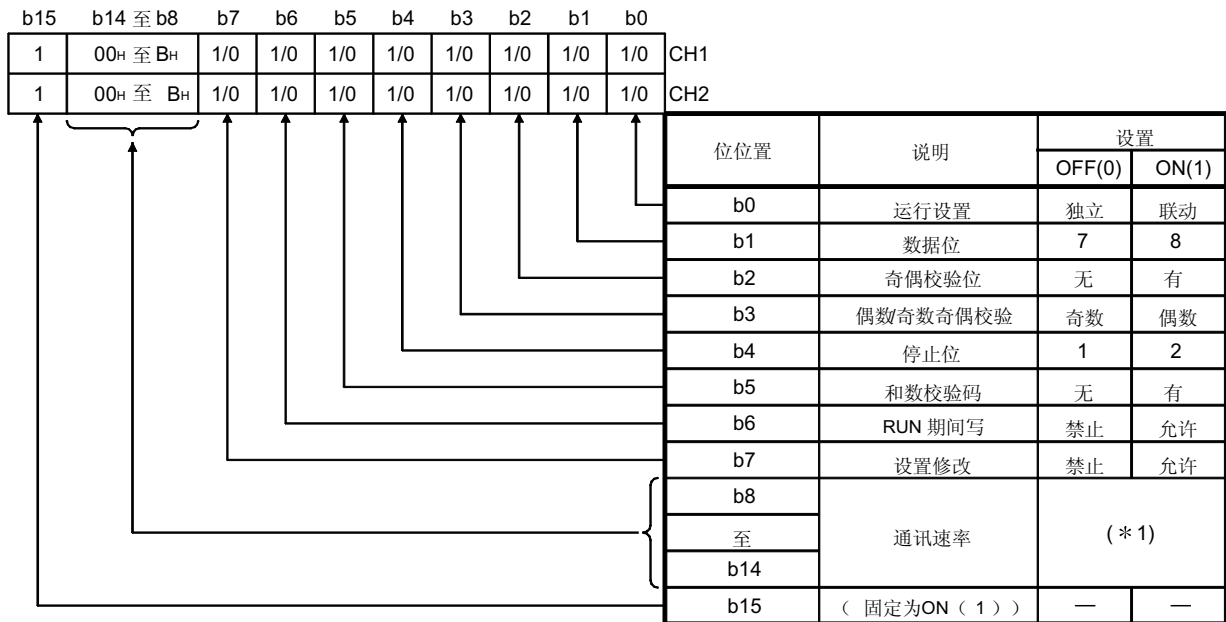 b15 b14 至 b8 b7 b6 b5 b4 b3 b2 b1 b0
1 00H 至 BH 1/0 1/0 1/0 1/0 1/0 1/0 1/0 1/0 CH1
1 00H 至 BH 1/0 1/0 1/0 1/0 1/0 1/0 1/0 1/0 CH2
位位置 说明 设置
OFF(0) ON(1)
b0 运行设置 独立 联动
b1 数据位 7 8
b2 奇偶校验位 无 有
b3 偶数/奇数奇偶校验 奇数 偶数
b4 停止位 1 2
b5 和数校验码 无 有
b6 RUN 期间写 禁止 允许
b7 设置修改 禁止 允许
b8
至 通讯速率 (＊1)
b14
b15 （ 固定为ON（ 1 ）） — —